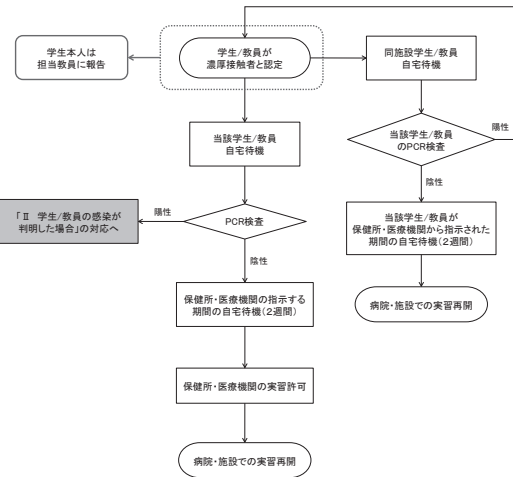 学生本人は
担当教員に報告
学生/教員が
濃厚接触者と認定
同施設学生/教員
自宅待機
当該学生/教員
自宅待機
当該学生/教員
のPCR検査
陽性
陰性
「Ⅱ 学生/教員の感染が
判明した場合」の対応へ
陽性
PCR検査
陰性
当該学生/教員が
保健所・医療機関から指示された
期間の自宅待機(2週間)
保健所・医療機関の指示する
期間の自宅待機(2週間)
病院・施設での実習再開
保健所・医療機関の実習許可
病院・施設での実習再開